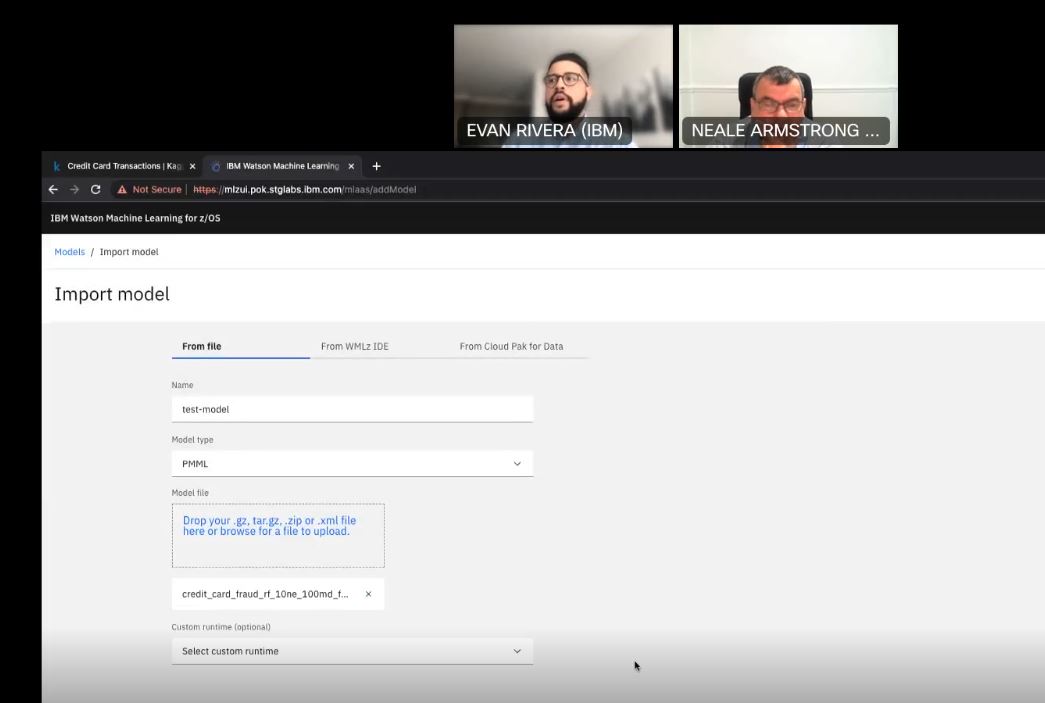 EVAN RIVERA (IBM)
NEALE ARMSTRONG ...
Credit Card Transactions | Kag
IBM Watson Machine Learning
Not Secure | https://mlzui.pok.stglabs.ibm.com/mlaas/addModel
IBM Watson Machine Learning for z/OS
Models / Import model
Import model
From file From WMLz IDE From Cloud Pak for Data
Name
test-model
Model type
PMML
Model file
Drop your .gz, tar.gz, .zip or .xml file
here or browse for a file to upload.
credit_card_fraud_rf_10ne_100md_f...
Custom runtime (optional)
Select custom runtime